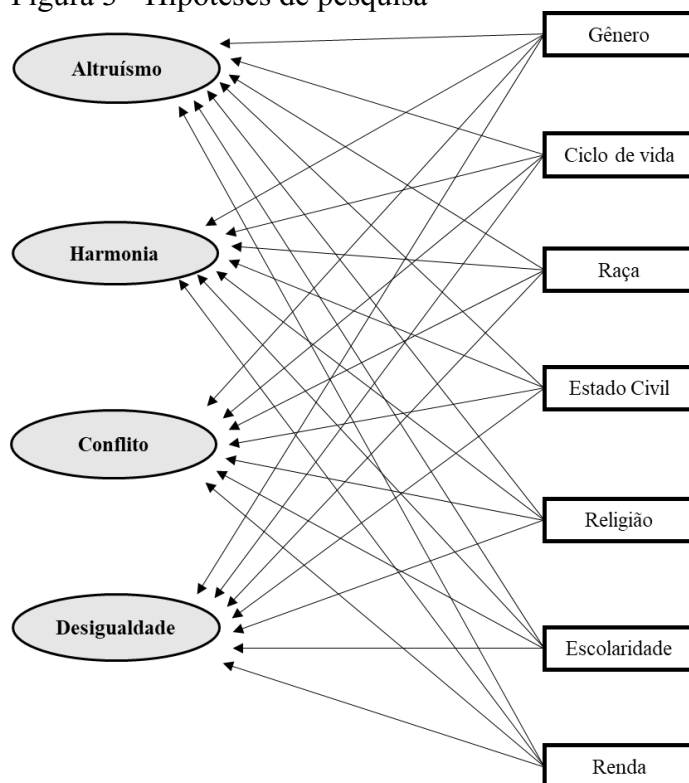 Figura 3 - Hipóteses de pesquisa
Gênero
Altruísmo
Ciclo de vida
Harmonia
Raça
Estado Civil
Conflito
Religião
Desigualdade
Escolaridade
Renda